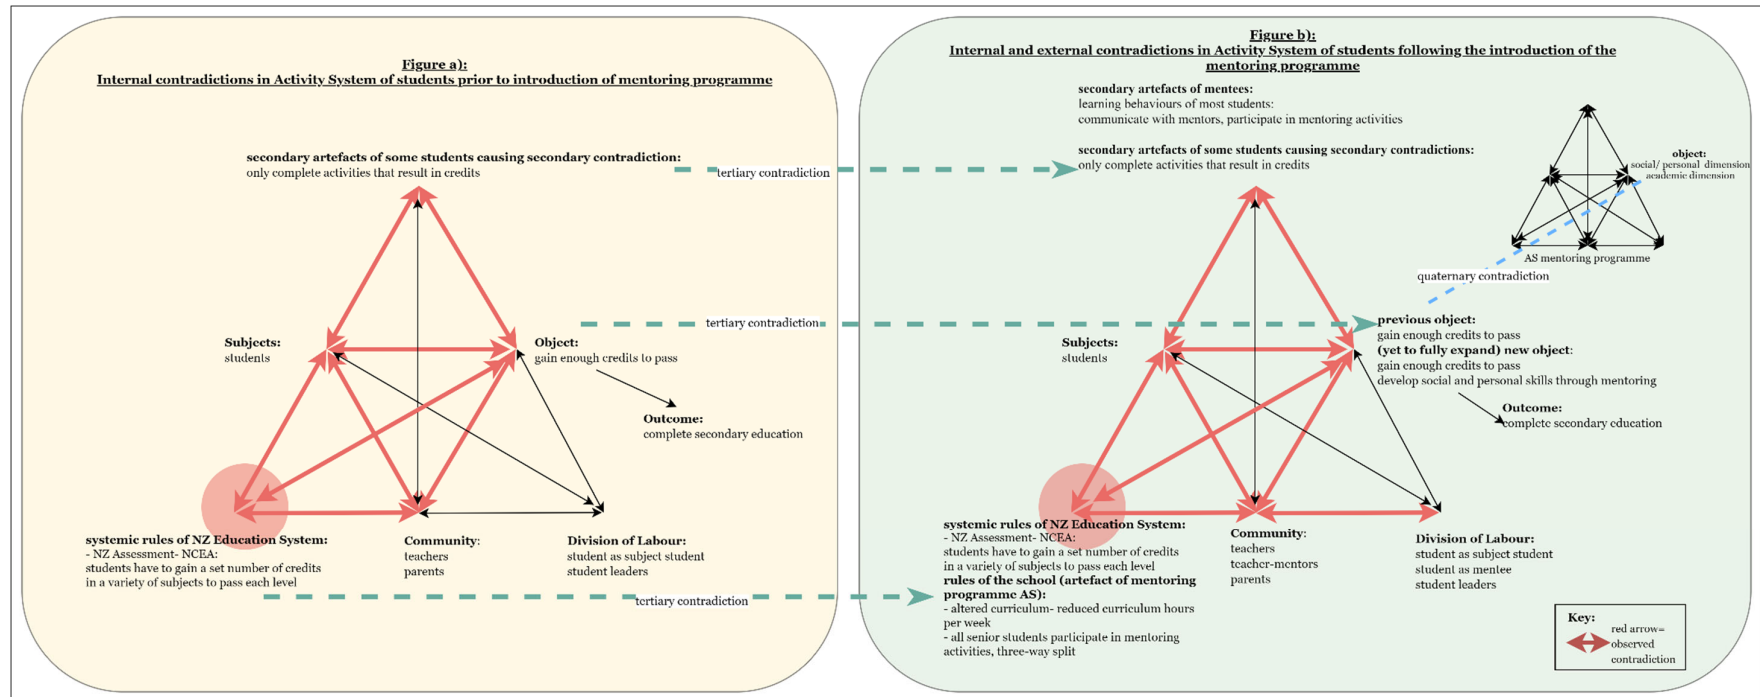 Figure a):
Internal contradictions in Activity System of students prior to introduction of mentoring programme
secondary artefacts of some students causing secondary contradiction:
only complete activities that result in credits
Subjects:
students
Object:
gain enough credits to pass
Outcome:
complete secondary education
systemic rules of NZ Education System:
- NZ Assessment- NCEA:
students have to gain a set number of credits
in a variety of subjects to pass each level
Community:
teachers
parents
Division of Labour:
student as subject student
student leaders
tertiary contradiction
tertiary contradiction
tertiary contradiction
Figure b):
Internal and external contradictions in Activity System of students following the introduction of the
mentoring programme
secondary artefacts of mentees:
learning behaviours of most students:
communicate with mentors, participate in mentoring activities
secondary artefacts of some students causing secondary contradictions:
only complete activities that result in credits
object:
social/ personal dimension
academic dimension
AS mentoring programme
quaternary contradiction
Subjects:
students
previous object:
gain enough credits to pass
(yet to fully expand) new object:
gain enough credits to pass
develop social and personal skills through mentoring
Outcome:
complete secondary education
systemic rules of NZ Education System:
- NZ Assessment- NCEA:
students have to gain a set number of credits
in a variety of subjects to pass each level
rules of the school (artefact of mentoring
programme AS):
- altered curriculum- reduced curriculum hours
per week
- all senior students participate in mentoring
activities, three-way split
Community:
teachers
teacher-mentors
parents
Division of Labour:
student as subject student
student as mentee
student leaders
Key:
red arrow=
observed
contradiction